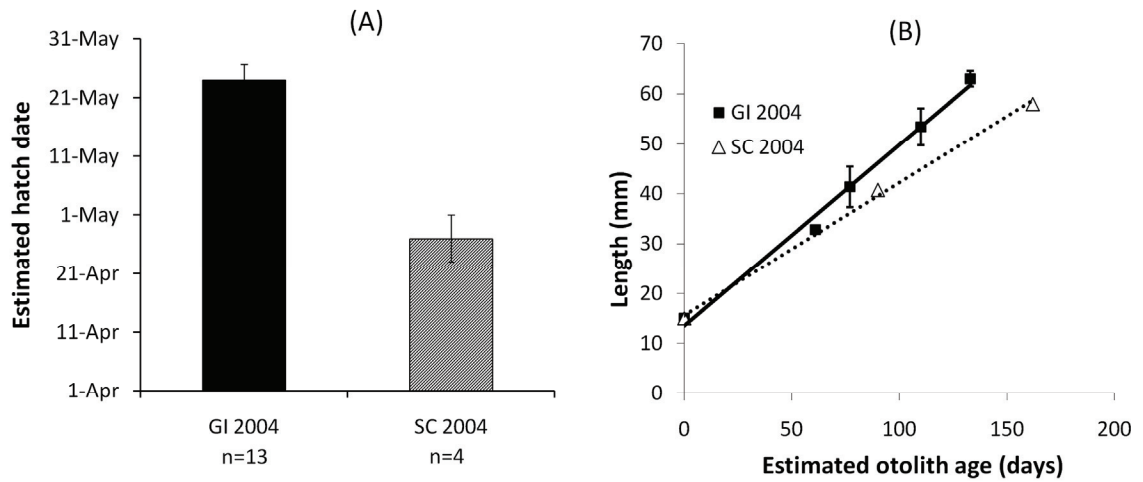 (A)
Estimated hatch date
31-May
21-May
11-May
1-May
21-Apr
11-Apr
1-Apr
GI 2004
n=13
SC 2004
n=4
(B)
Length (mm)
70
60
50
40
30
20
10
0
GI 2004
SC 2004
0
50
100
150
200
Estimated otolith age (days)